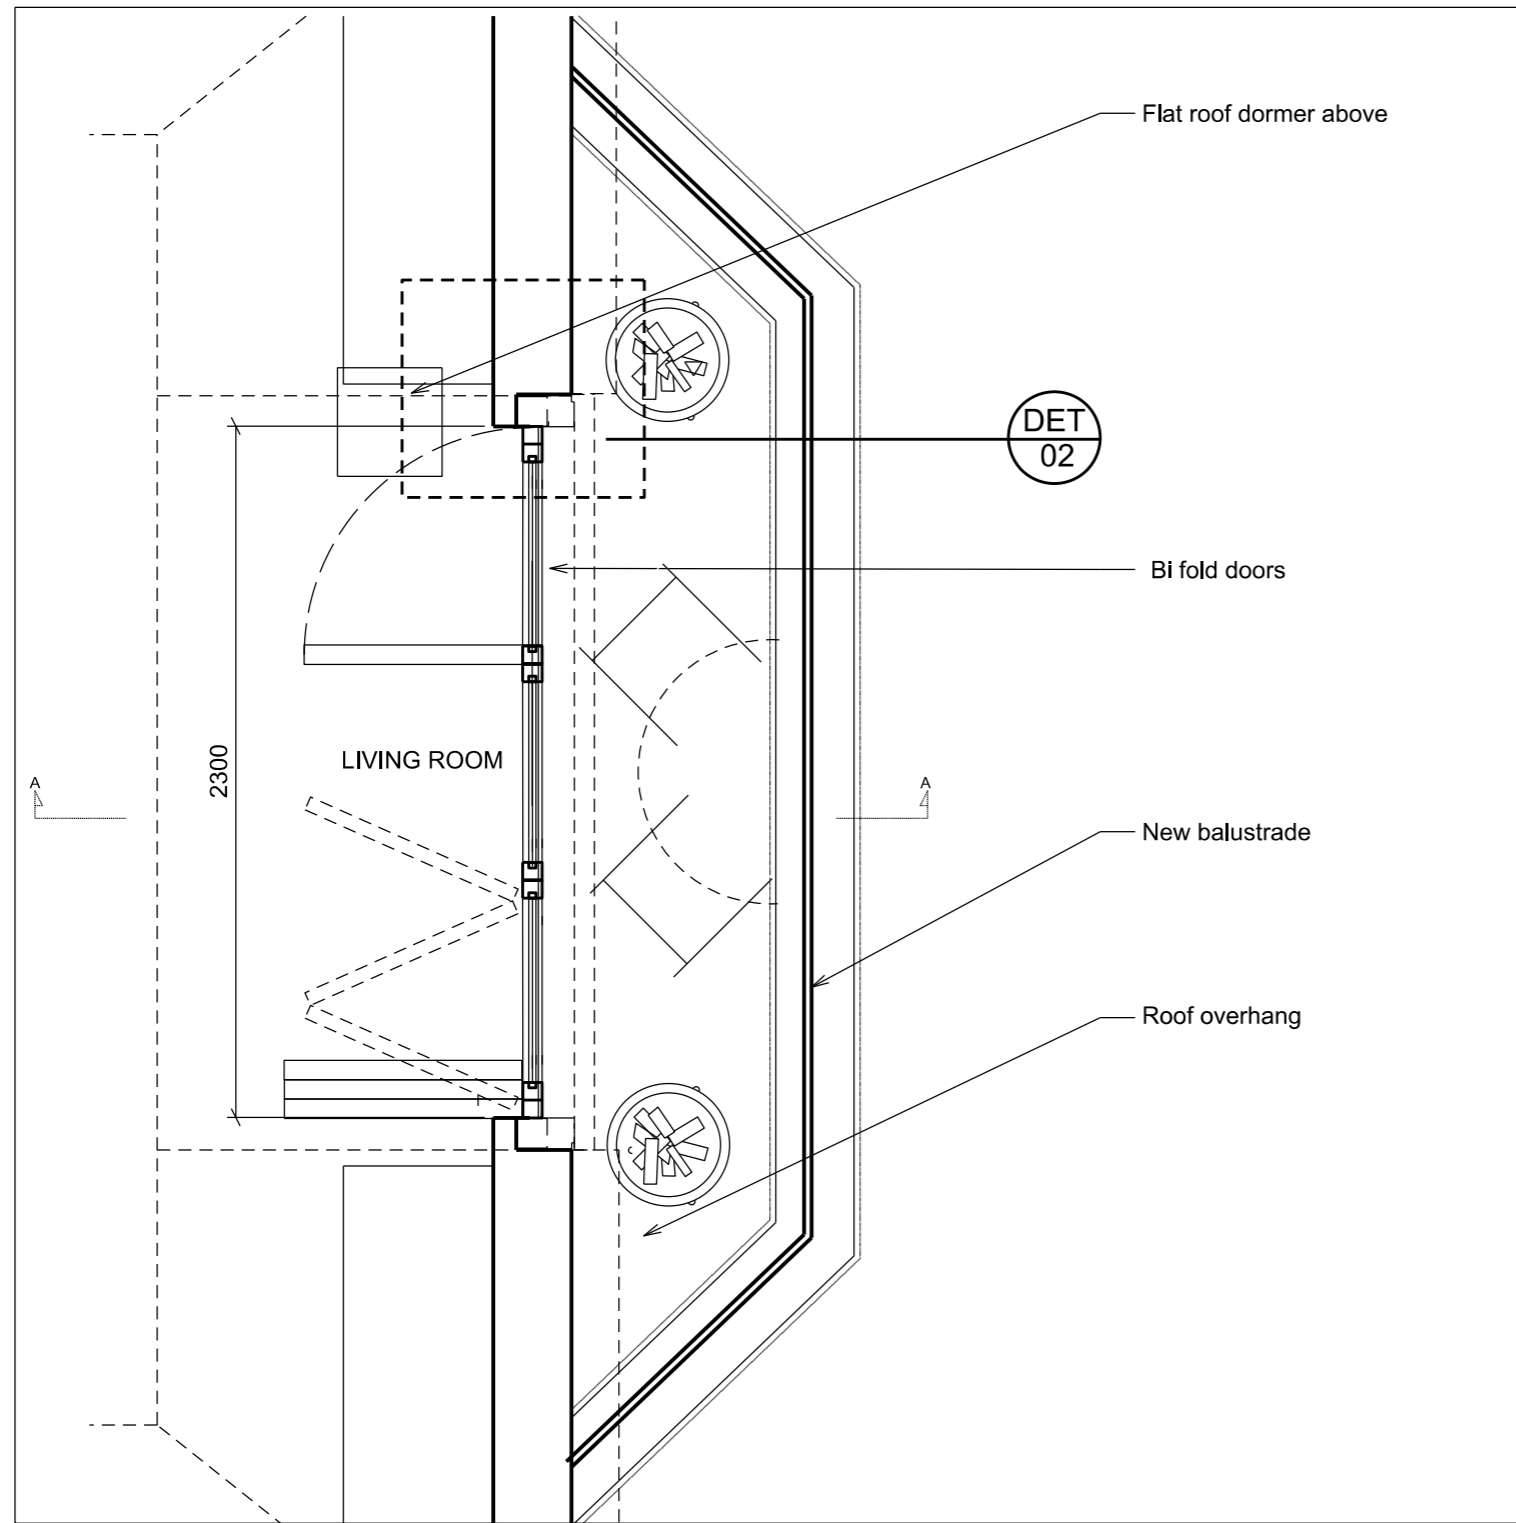 Flat roof dormer above
DET
02
Bi fold doors
LIVING ROOM
2300
A
A
New balustrade
Roof overhang